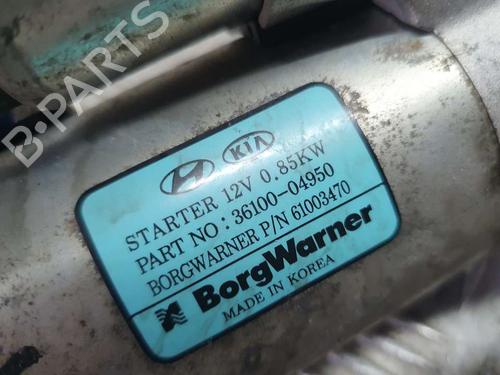 B-PARTS
KIA
STARTER 12V 0.85KW
PART NO : 36100-04950
BORGWARNER P/N 61003470
BorgWarner
MADE IN KOREA